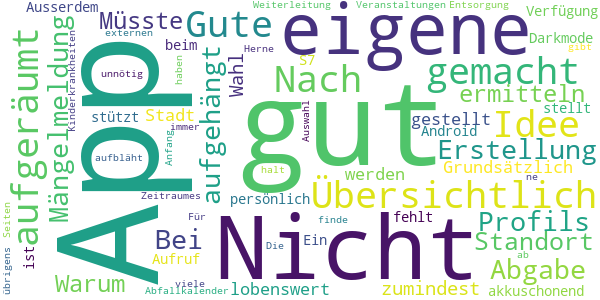 Weiterleitung
Veranstaltungen
Entsorgung
Ausserdem
Müsste
Gute
eigene
Verfügung
externen
beim
Herne
S7
Darkmode
gibt
aufgeräumt
Mängelmeldung
Kinderkrankheiten
App
unnötig
haben
aufgehängt
Wahl
Nach
gemacht
ermitteln
stützt
Stadt
immer
Auswahl
gut
gestellt
stellt
Android
Idee
aufbläht
Anfang
Erstellung
halt
werden
Grundsätzlich
ne
Zeitraumes
persönlich
Übersichtlich
Seiten
Für
finde
Nicht
fehlt
Profils
ist
Bei
Die
Ein
Standort
ab
übrigens
Warum
Aufruf
viele
Abgabe
Abfallkalender
lobenswert
zumindest
akkuschonend